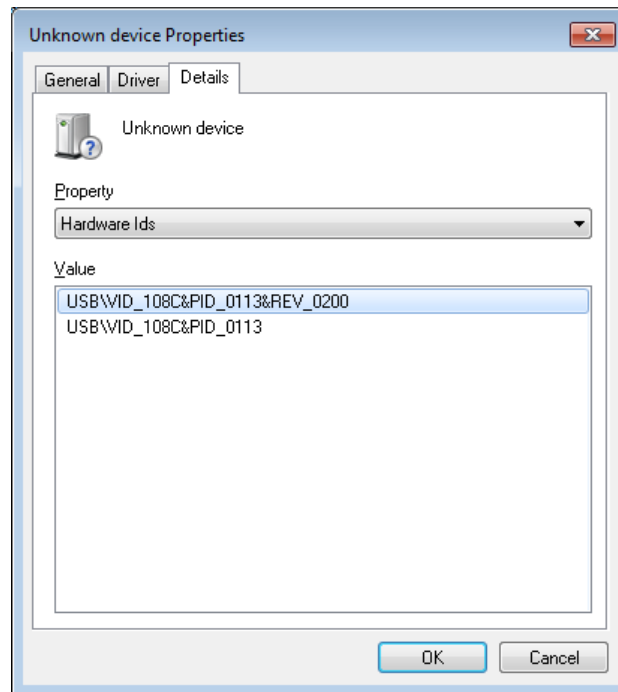 Unknown device Properties
General Driver Details
Unknown device
Property
Hardware Ids
Value
USB\VID_108C&PID_0113&REV_0200
USB\VID_108C&PID_0113
OK Cancel